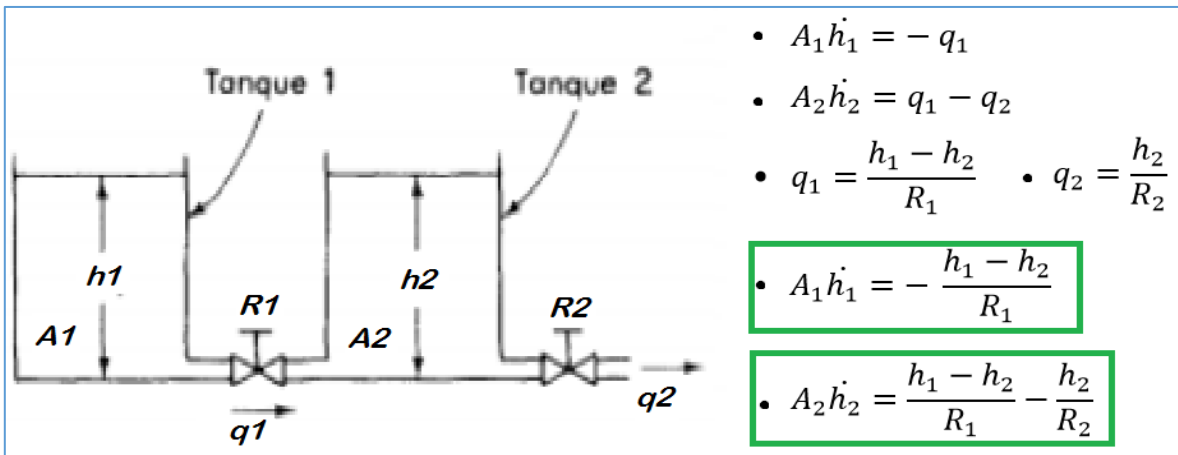 Tanque 1
Tanque 2
h1
h2
R1
R2
A1
A2
q1
q2
• A₁ḣ₁ = − q₁
• A₂ḣ₂ = q₁ − q₂
• q₁ = (h₁ − h₂)/R₁ • q₂ = h₂/R₂
• A₁ḣ₁ = − (h₁ − h₂)/R₁
• A₂ḣ₂ = (h₁ − h₂)/R₁ − h₂/R₂